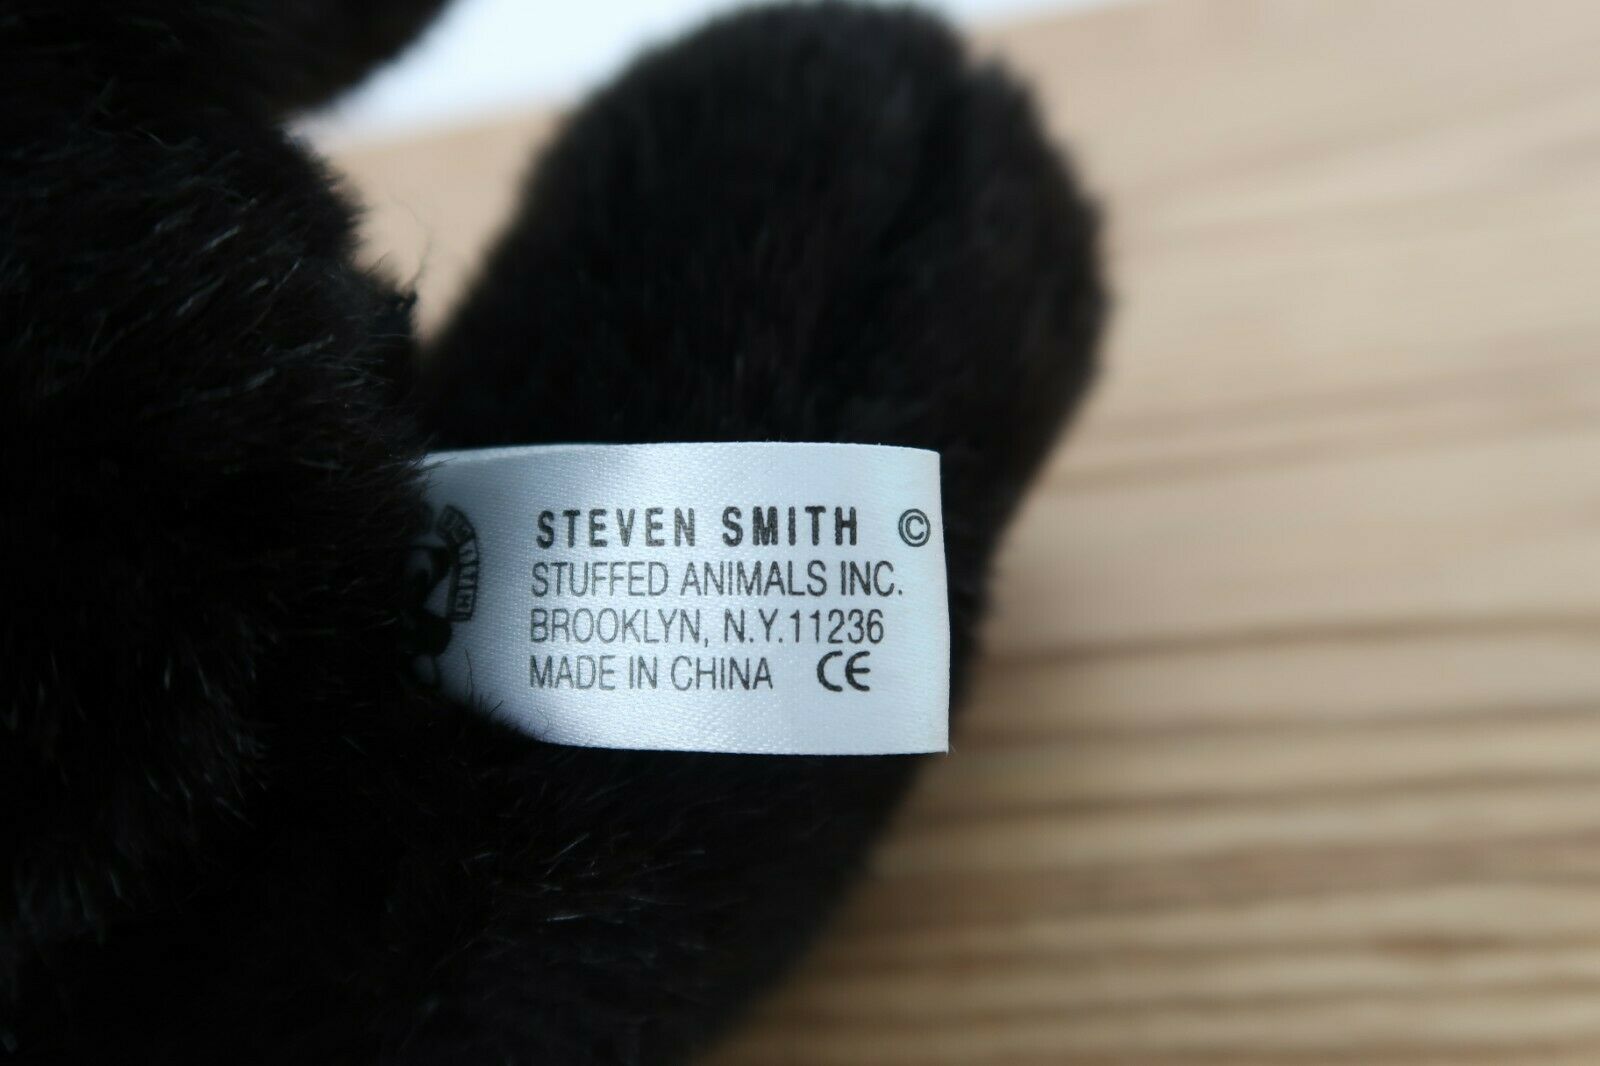 STEVEN SMITH ©
STUFFED ANIMALS INC.
BROOKLYN, N.Y.11236
MADE IN CHINA CE